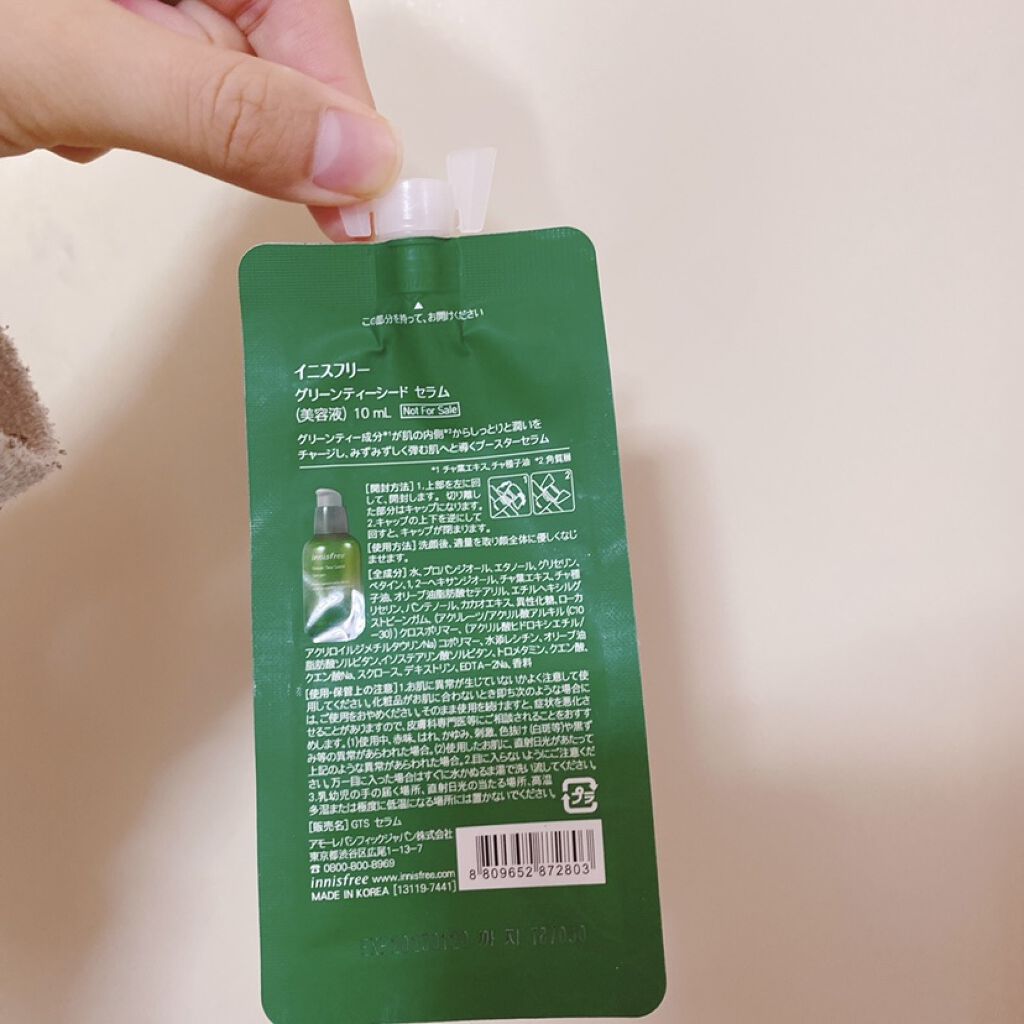 この部分を持って、お開けください
イニスフリー
グリーンティーシード セラム
(美容液) 10 mL Not For Sale
グリーンティー成分*¹が肌の内側*²からしっとりと潤いを
チャージし、みずみずしく弾む肌へと導くブースターセラム
*1 チャ葉エキス、チャ種子油 *2 角質層
[開封方法] 1.上部を左に回
して、開封します。切り離し
た部分はキャップになります。
2.キャップの上下を逆にして
回すと、キャップが閉まります。
1
2
[使用方法] 洗顔後、適量を取り顔全体に優しくなじ
ませます。
innisfree
[全成分] 水、プロパンジオール、エタノール、グリセリン、
ベタイン、1,2-ヘキサンジオール、チャ葉エキス、チャ種
子油、オリーブ油脂肪酸セテアリル、エチルヘキシルグ
リセリン、パンテノール、カカオエキス、異性化糖、ローカ
ストビーンガム、(アクリレーツ/アクリル酸アルキル(C10
-30))クロスポリマー、(アクリル酸ヒドロキシエチル/
アクリロイルジメチルタウリンNa)コポリマー、水添レシチン、オリーブ油
脂肪酸ソルビタン、イソステアリン酸ソルビタン、トロメタミン、クエン酸、
クエン酸Na、スクロース、デキストリン、EDTA-2Na、香料
[使用・保管上の注意] 1.お肌に異常が生じていないかよく注意して使
用してください。化粧品がお肌に合わないとき即ち次のような場合に
は、ご使用をおやめください。そのまま使用を続けますと、症状を悪化さ
せることがありますので、皮膚科専門医等にご相談されることをおすす
めします。(1)使用中、赤味、はれ、かゆみ、刺激、色抜け(白斑等)や黒ず
み等の異常があらわれた場合。(2)使用したお肌に、直射日光があたって
上記のような異常があらわれた場合。2.目に入らないようにご注意くだ
さい。万一目に入った場合はすぐに水かぬるま湯で洗い流してください。
3.乳幼児の手の届く場所、直射日光の当たる場所、高温
多湿または極度に低温になる場所には置かないでください。
プラ
[販売名] GTS セラム
アモーレパシフィックジャパン株式会社
東京都渋谷区広尾1-13-7
☎ 0800-800-8969
innisfree www.innisfree.com
MADE IN KOREA [13119-7441]
8 809652 872803